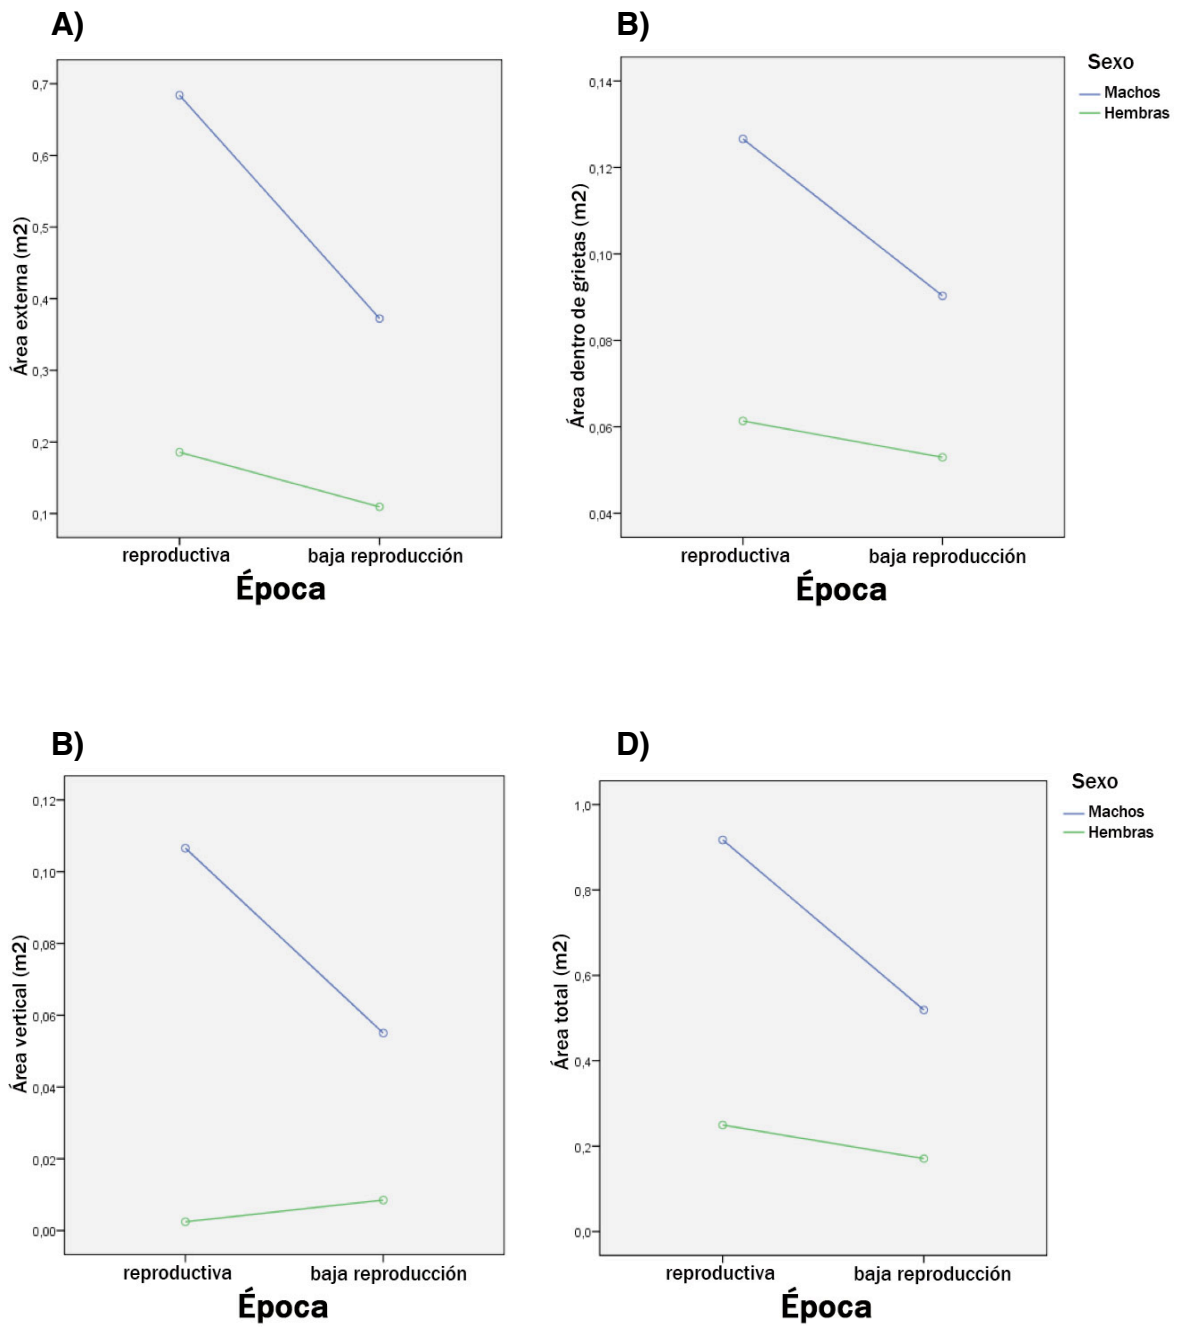 A)
0,7
0,6
0,5
0,4
0,3
0,2
0,1
Área externa (m2)
reproductiva
baja reproducción
Época
B)
0,14
0,12
0,10
0,08
0,06
0,04
Área dentro de grietas (m2)
reproductiva
baja reproducción
Época
Sexo
Machos
Hembras
B)
0,12
0,10
0,08
0,06
0,04
0,02
0,00
Área vertical (m2)
reproductiva
baja reproducción
Época
D)
1,0
0,8
0,6
0,4
0,2
0,0
Área total (m2)
reproductiva
baja reproducción
Época
Sexo
Machos
Hembras